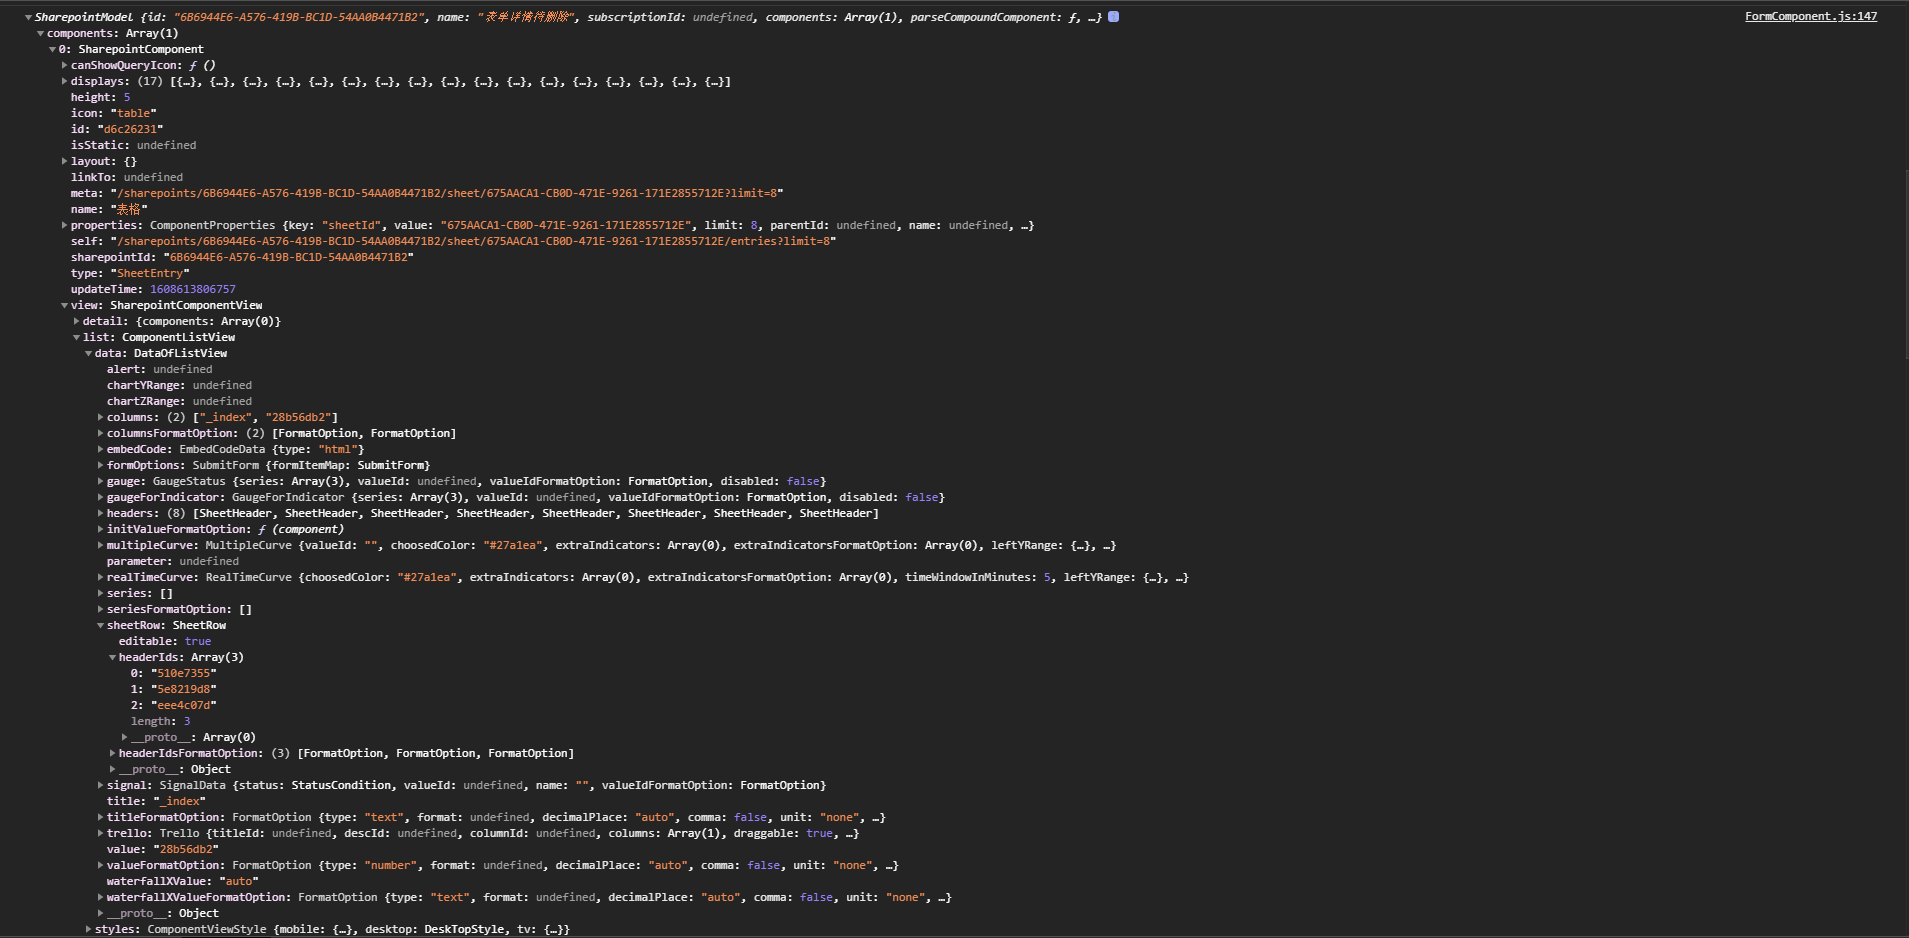 SharepointModel {id: "6B6944E6-A576-419B-BC1D-54AA0B4471B2", name: "表单详情待删除", subscriptionId: undefined, components: Array(1), parseCompoundComponent: ƒ, …} FormComponent.js:147
components: Array(1)
0: SharepointComponent
canShowQueryIcon: ƒ ()
displays: (17) [{…}, {…}, {…}, {…}, {…}, {…}, {…}, {…}, {…}, {…}, {…}, {…}, {…}, {…}, {…}, {…}, {…}]
height: 5
icon: "table"
id: "d6c26231"
isStatic: undefined
layout: {}
linkTo: undefined
meta: "/sharepoints/6B6944E6-A576-419B-BC1D-54AA0B4471B2/sheet/675AACA1-CB0D-471E-9261-171E2855712E?limit=8"
name: "表格"
properties: ComponentProperties {key: "sheetId", value: "675AACA1-CB0D-471E-9261-171E2855712E", limit: 8, parentId: undefined, name: undefined, …}
self: "/sharepoints/6B6944E6-A576-419B-BC1D-54AA0B4471B2/sheet/675AACA1-CB0D-471E-9261-171E2855712E/entries?limit=8"
sharepointId: "6B6944E6-A576-419B-BC1D-54AA0B4471B2"
type: "SheetEntry"
updateTime: 1608613806757
view: SharepointComponentView
detail: {components: Array(0)}
list: ComponentListView
data: DataOfListView
alert: undefined
chartYRange: undefined
chartZRange: undefined
columns: (2) ["_index", "28b56db2"]
columnsFormatOption: (2) [FormatOption, FormatOption]
embedCode: EmbedCodeData {type: "html"}
formOptions: SubmitForm {formItemMap: SubmitForm}
gauge: GaugeStatus {series: Array(3), valueId: undefined, valueIdFormatOption: FormatOption, disabled: false}
gaugeForIndicator: GaugeForIndicator {series: Array(3), valueId: undefined, valueIdFormatOption: FormatOption, disabled: false}
headers: (8) [SheetHeader, SheetHeader, SheetHeader, SheetHeader, SheetHeader, SheetHeader, SheetHeader, SheetHeader]
initValueFormatOption: ƒ (component)
multipleCurve: MultipleCurve {valueId: "", choosedColor: "#27a1ea", extraIndicators: Array(0), extraIndicatorsFormatOption: Array(0), leftYRange: {…}, …}
parameter: undefined
realTimeCurve: RealTimeCurve {choosedColor: "#27a1ea", extraIndicators: Array(0), extraIndicatorsFormatOption: Array(0), timeWindowInMinutes: 5, leftYRange: {…}, …}
series: []
seriesFormatOption: []
sheetRow: SheetRow
editable: true
headerIds: Array(3)
0: "510e7355"
1: "5e8219d8"
2: "eee4c07d"
length: 3
__proto__: Array(0)
headerIdsFormatOption: (3) [FormatOption, FormatOption, FormatOption]
__proto__: Object
signal: SignalData {status: StatusCondition, valueId: undefined, name: "", valueIdFormatOption: FormatOption}
title: "_index"
titleFormatOption: FormatOption {type: "text", format: undefined, decimalPlace: "auto", comma: false, unit: "none", …}
trello: Trello {titleId: undefined, descId: undefined, columnId: undefined, columns: Array(1), draggable: true, …}
value: "28b56db2"
valueFormatOption: FormatOption {type: "number", format: undefined, decimalPlace: "auto", comma: false, unit: "none", …}
waterfallXValue: "auto"
waterfallXValueFormatOption: FormatOption {type: "text", format: undefined, decimalPlace: "auto", comma: false, unit: "none", …}
__proto__: Object
styles: ComponentViewStyle {mobile: {…}, desktop: DeskTopStyle, tv: {…}}